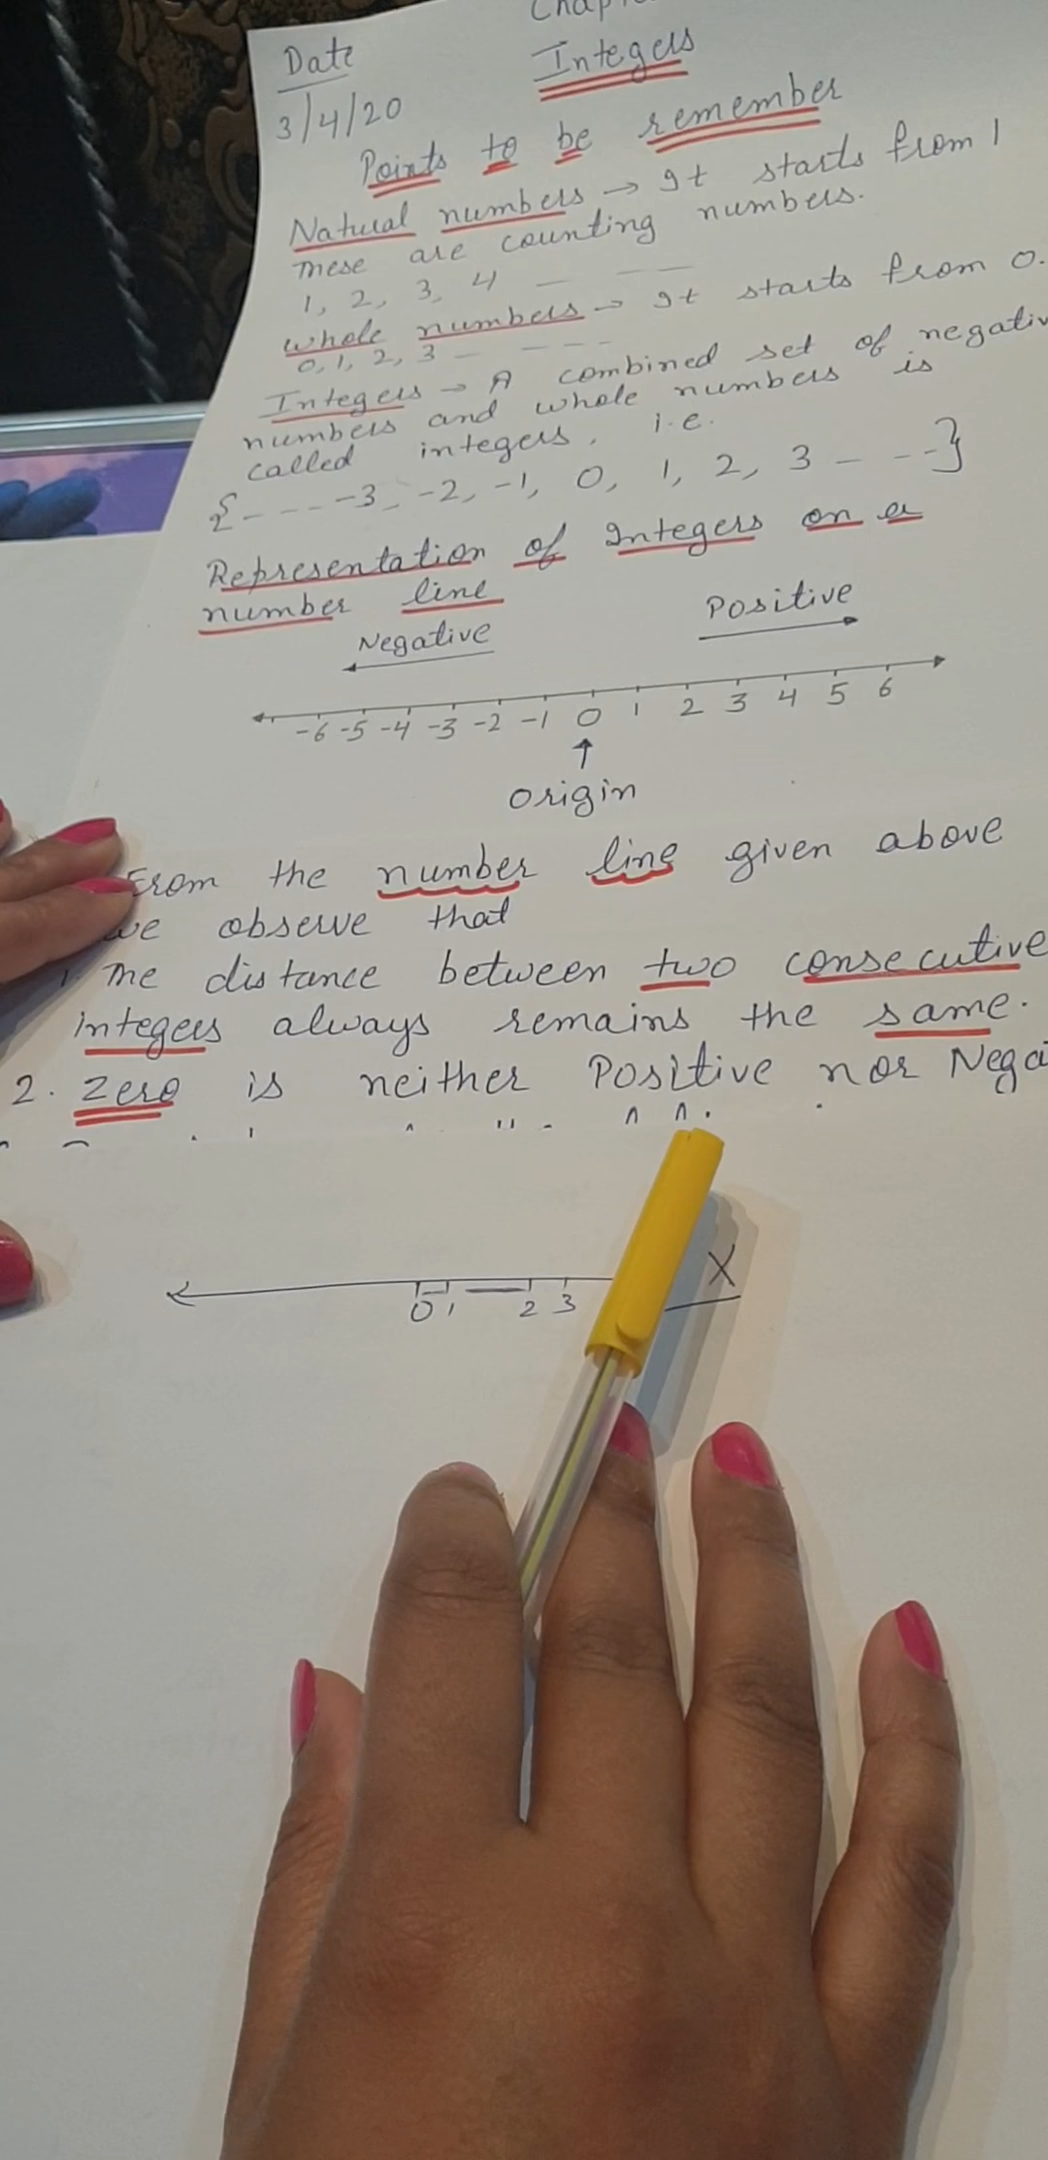 Date
Integers
3/4/20
Points to be remember
Natural numbers → It starts from 1
These are counting numbers.
1, 2, 3, 4 — — —
whole numbers → It starts from 0.
0, 1, 2, 3 — — — —
Integers → A combined set of negativ
numbers and whole numbers is
called integers. i.e.
{- - - - -3, -2, -1, 0, 1, 2, 3 - - -}
Representation of Integers on a
number line
Negative Positive
-6 -5 -4 -3 -2 -1 0 1 2 3 4 5 6
↑
origin
From the number line given above
we observe that
1 The distance between two consecutive
integers always remains the same.
2. Zero is neither Positive nor Nega
X
0 1 2 3